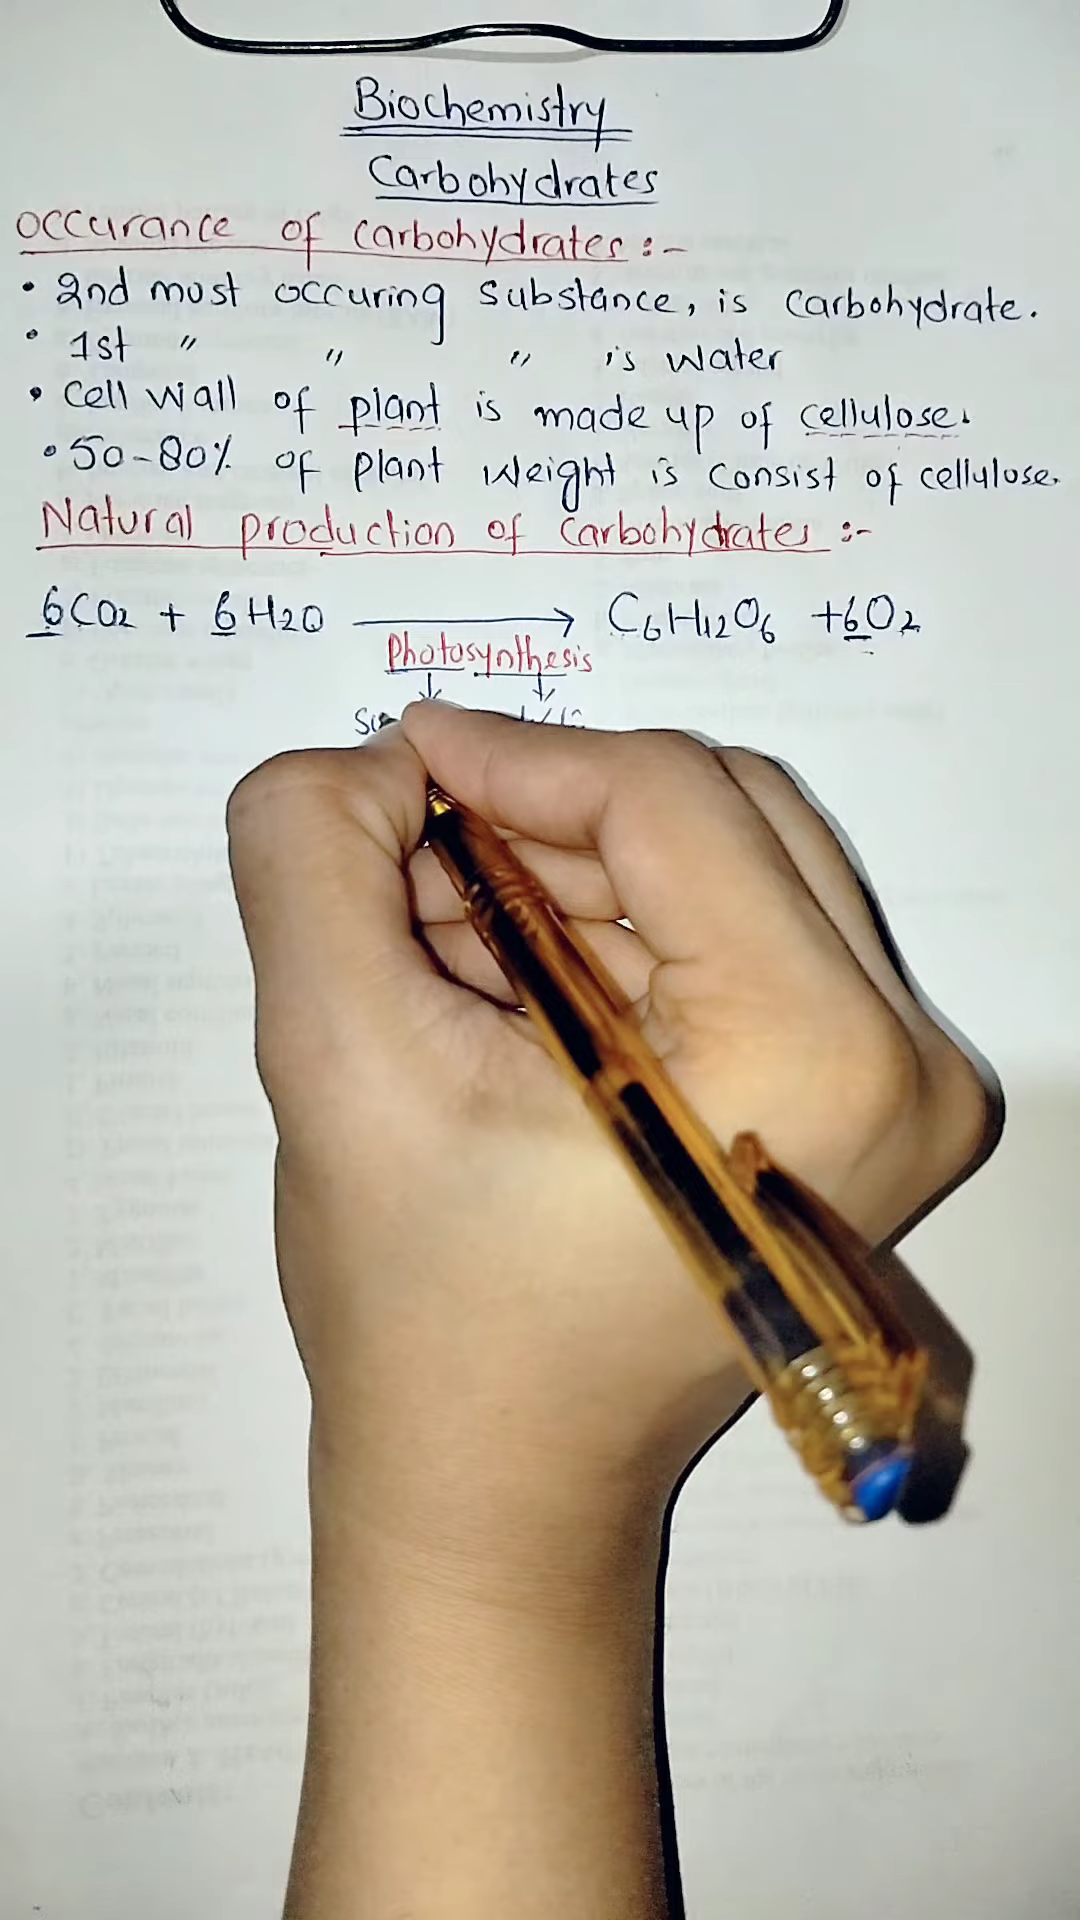 Biochemistry
Carbohydrates
Occurance of Carbohydrates :-
• 2nd most occuring substance, is carbohydrate.
• 1st " " " is water
• Cell wall of plant is made up of cellulose.
• 50-80% of plant weight is consist of cellulose.
Natural production of Carbohydrates :-
6CO2 + 6H2O ⟶ C6H12O6 + 6O2
Photosynthesis